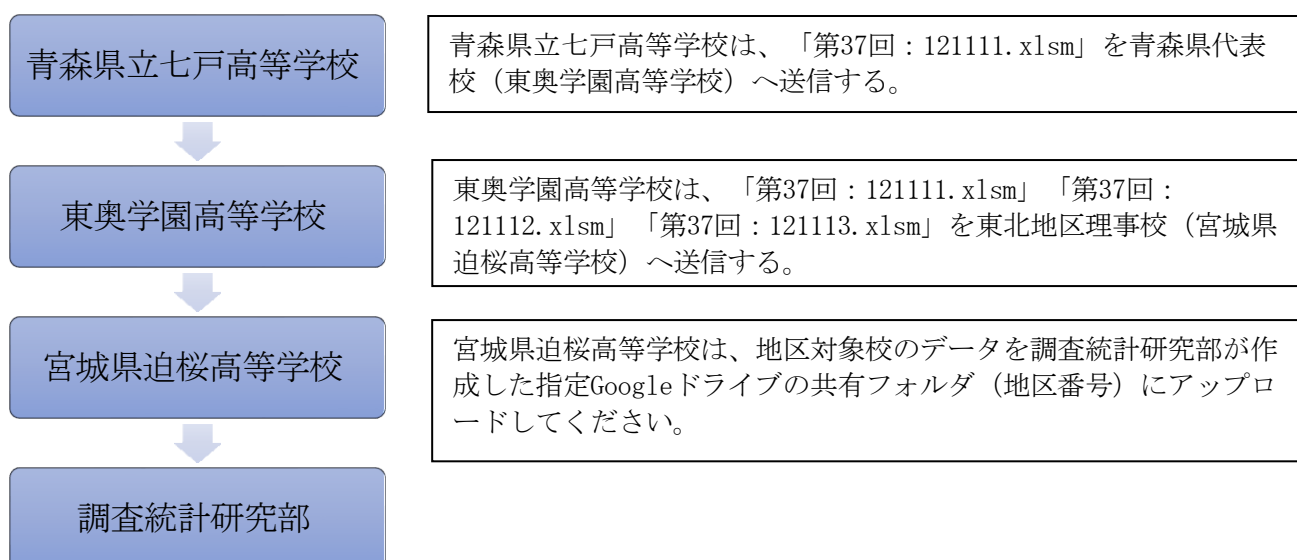 青森県立七戸高等学校
青森県立七戸高等学校は、「第37回：121111.xlsm」を青森県代表
校（東奥学園高等学校）へ送信する。
東奥学園高等学校
東奥学園高等学校は、「第37回：121111.xlsm」「第37回：
121112.xlsm」「第37回：121113.xlsm」を東北地区理事校（宮城県
迫桜高等学校）へ送信する。
宮城県迫桜高等学校
宮城県迫桜高等学校は、地区対象校のデータを調査統計研究部が作
成した指定Googleドライブの共有フォルダ（地区番号）にアップロ
ードしてください。
調査統計研究部